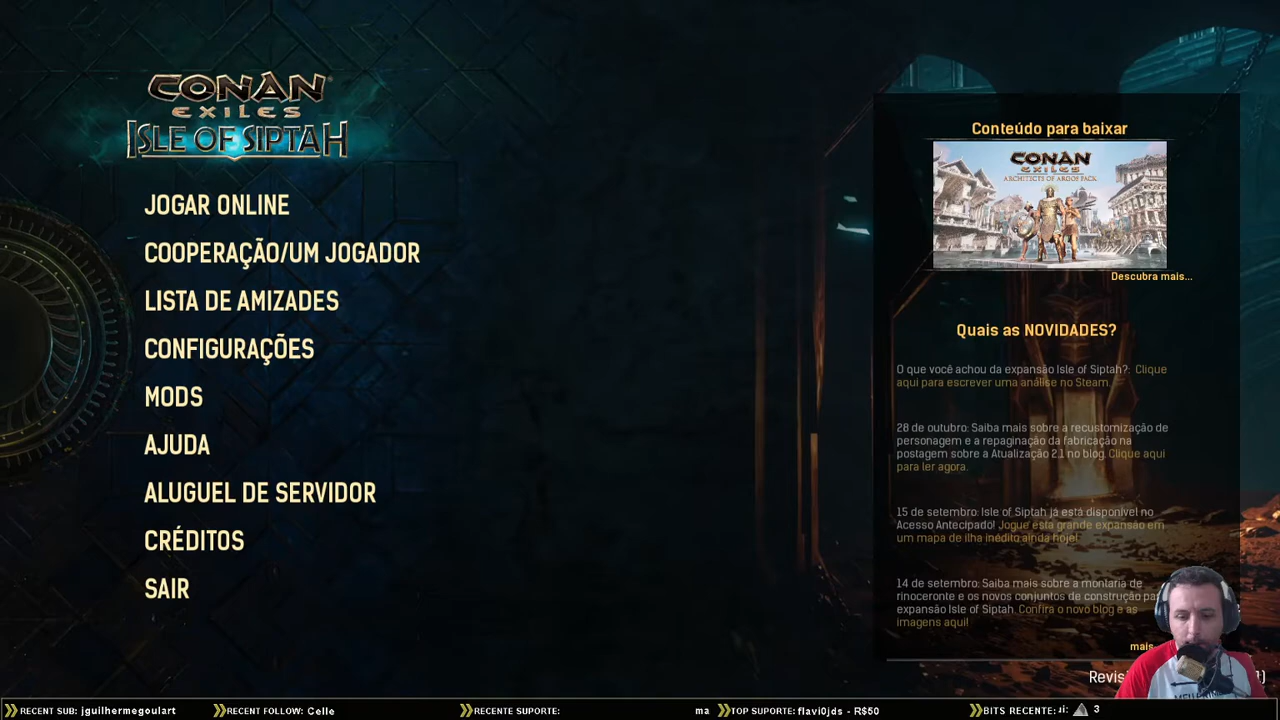 CONAN
EXILES
ISLE OF SIPTAH
JOGAR ONLINE
COOPERAÇÃO/UM JOGADOR
LISTA DE AMIZADES
CONFIGURAÇÕES
MODS
AJUDA
ALUGUEL DE SERVIDOR
CRÉDITOS
SAIR
Conteúdo para baixar
CONAN
EXILES
ARCHITECTS OF ARGOS PACK
Descubra mais...
Quais as NOVIDADES?
O que você achou da expansão Isle of Siptah?: Clique
aqui para escrever uma análise no Steam.
28 de outubro: Saiba mais sobre a recustomização de
personagem e a repaginação da fabricação na
postagem sobre a Atualização 2.1 no blog. Clique aqui
para ler agora.
15 de setembro: Isle of Siptah já está disponível no
Acesso Antecipado! Jogue esta grande expansão em
um mapa de ilha inédito ainda hoje!
14 de setembro: Saiba mais sobre a montaria de
rinoceronte e os novos conjuntos de construção
expansão Isle of Siptah. Confira o novo blog e as
imagens aqui!
mais
RECENT SUB: jguilhermegoulart
RECENT FOLLOW: Celle
RECENTE SUPORTE: ma
TOP SUPORTE: flavi0jds - R$50
BITS RECENTE: 3